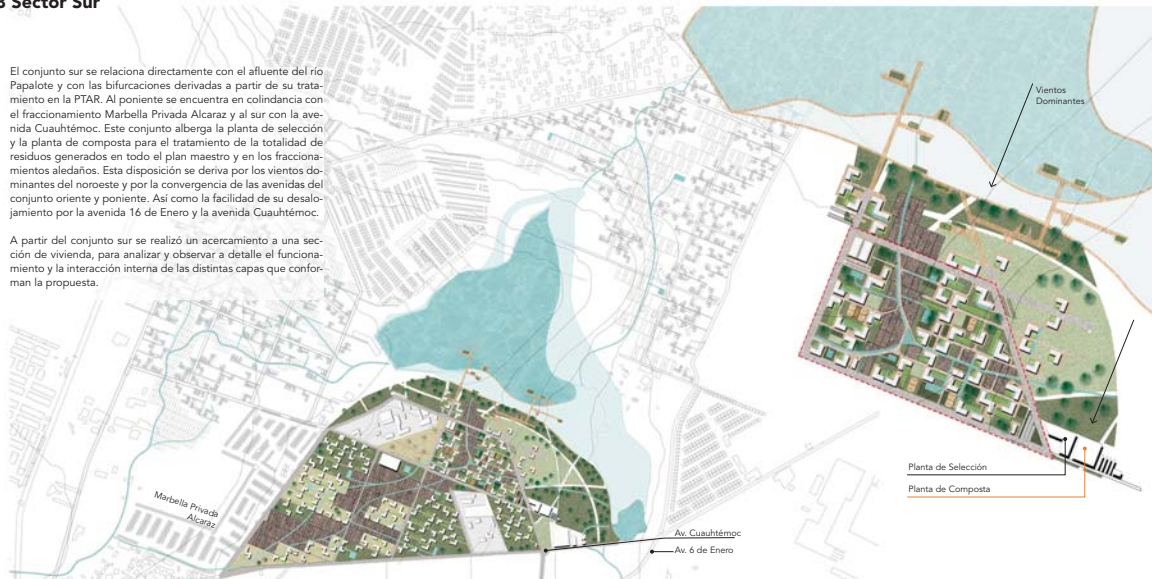 3 Sector Sur
El conjunto sur se relaciona directamente con el afluente del río
Papalote y con las bifurcaciones derivadas a partir de su trata-
miento en la PTAR. Al poniente se encuentra en colindancia con
el fraccionamiento Marbella Privada Alcaraz y al sur con la ave-
nida Cuauhtémoc. Este conjunto alberga la planta de selección
y la planta de composta para el tratamiento de la totalidad de
residuos generados en todo el plan maestro y en los fracciona-
mientos aledaños. Esta disposición se deriva por los vientos do-
minantes del noroeste y por la convergencia de las avenidas del
conjunto oriente y poniente. Así como la facilidad de su desalo-
jamiento por la avenida 16 de Enero y la avenida Cuauhtémoc.
A partir del conjunto sur se realizó un acercamiento a una sec-
ción de vivienda, para analizar y observar a detalle el funciona-
miento y la interacción interna de las distintas capas que confor-
man la propuesta.
Vientos
Dominantes
Planta de Selección
Planta de Composta
Marbella Privada
Alcaraz
Av. Cuauhtémoc
Av. 6 de Enero